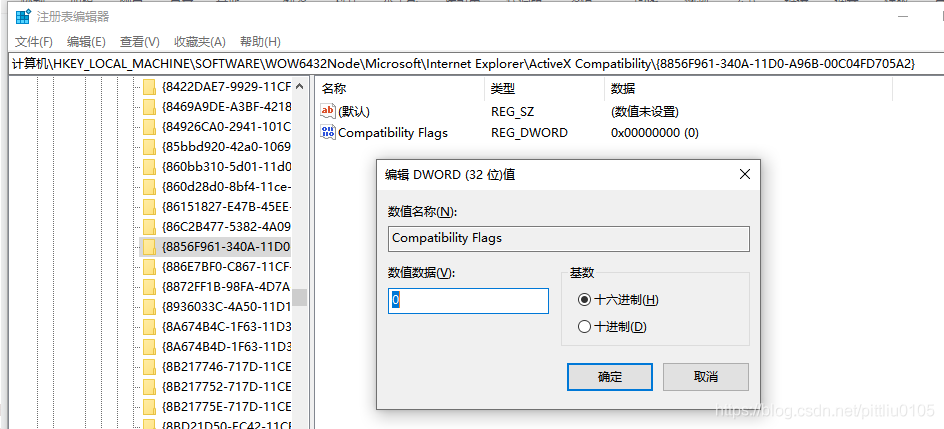 注册表编辑器
文件(F) 编辑(E) 查看(V) 收藏夹(A) 帮助(H)
计算机\HKEY_LOCAL_MACHINE\SOFTWARE\WOW6432Node\Microsoft\Internet Explorer\ActiveX Compatibility\{8856F961-340A-11D0-A96B-00C04FD705A2}
{8422DAE7-9929-11CF
{8469A9DE-A3BF-4218
{84926CA0-2941-101C
{85bbd920-42a0-1069
{860bb310-5d01-11d0
{860d28d0-8bf4-11ce-
{86151827-E47B-45EE-
{86C2B477-5382-4A09
{8856F961-340A-11D0
{886E7BF0-C867-11CF-
{8872FF1B-98FA-4D7A
{8936033C-4A50-11D1
{8A674B4C-1F63-11D3
{8A674B4D-1F63-11D3
{8B217746-717D-11CE
{8B217752-717D-11CE
{8B21775E-717D-11CE
{8BD21D50-EC42-11CE
名称 类型 数据
ab (默认) REG_SZ (数值未设置)
Compatibility Flags REG_DWORD 0x00000000 (0)
编辑 DWORD (32 位)值
数值名称(N):
Compatibility Flags
数值数据(V):
0
基数
十六进制(H)
十进制(D)
确定 取消
https://blog.csdn.net/pittliu0105